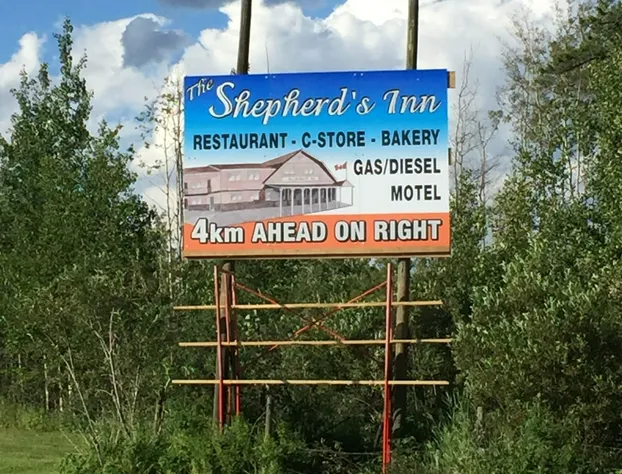 The Shepherd's Inn
RESTAURANT - C-STORE - BAKERY
GAS/DIESEL
MOTEL
4km AHEAD ON RIGHT